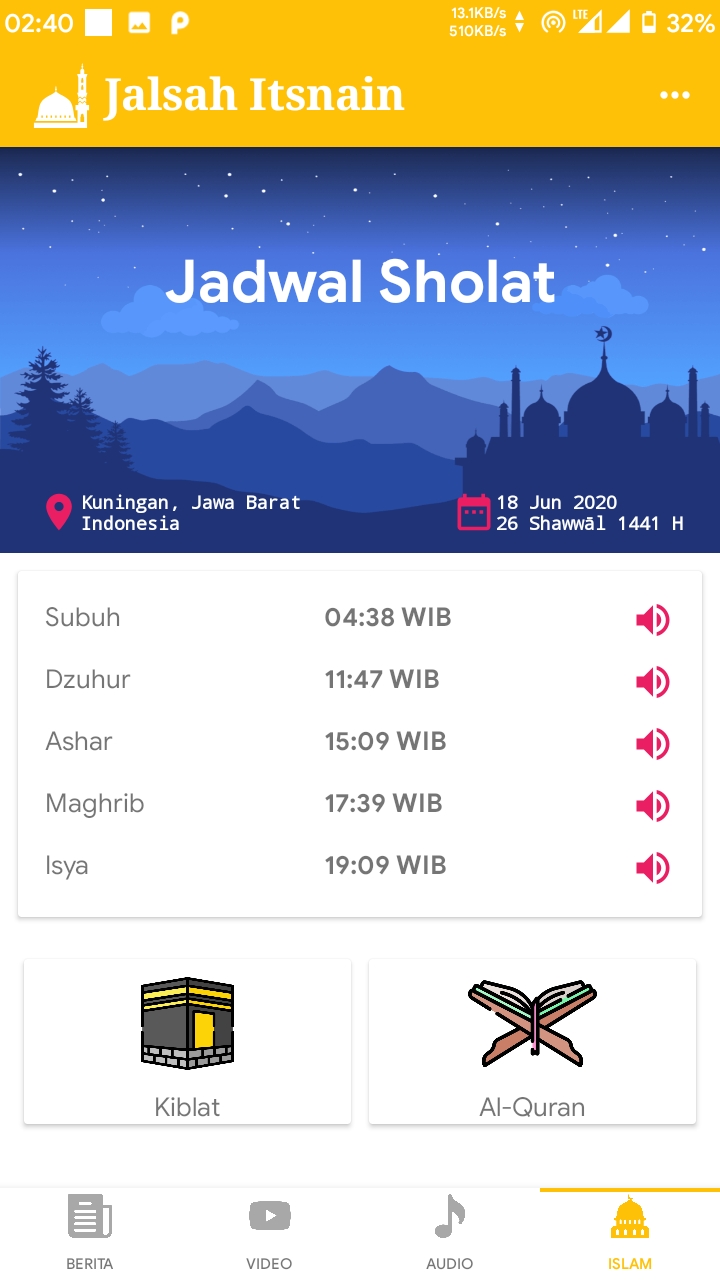 02:40
13.1KB/s
510KB/s
LTE
32%
Jalsah Itsnain
Jadwal Sholat
Kuningan, Jawa Barat
Indonesia
18 Jun 2020
26 Shawwāl 1441 H
Subuh 04:38 WIB
Dzuhur 11:47 WIB
Ashar 15:09 WIB
Maghrib 17:39 WIB
Isya 19:09 WIB
Kiblat
Al-Quran
BERITA
VIDEO
AUDIO
ISLAM